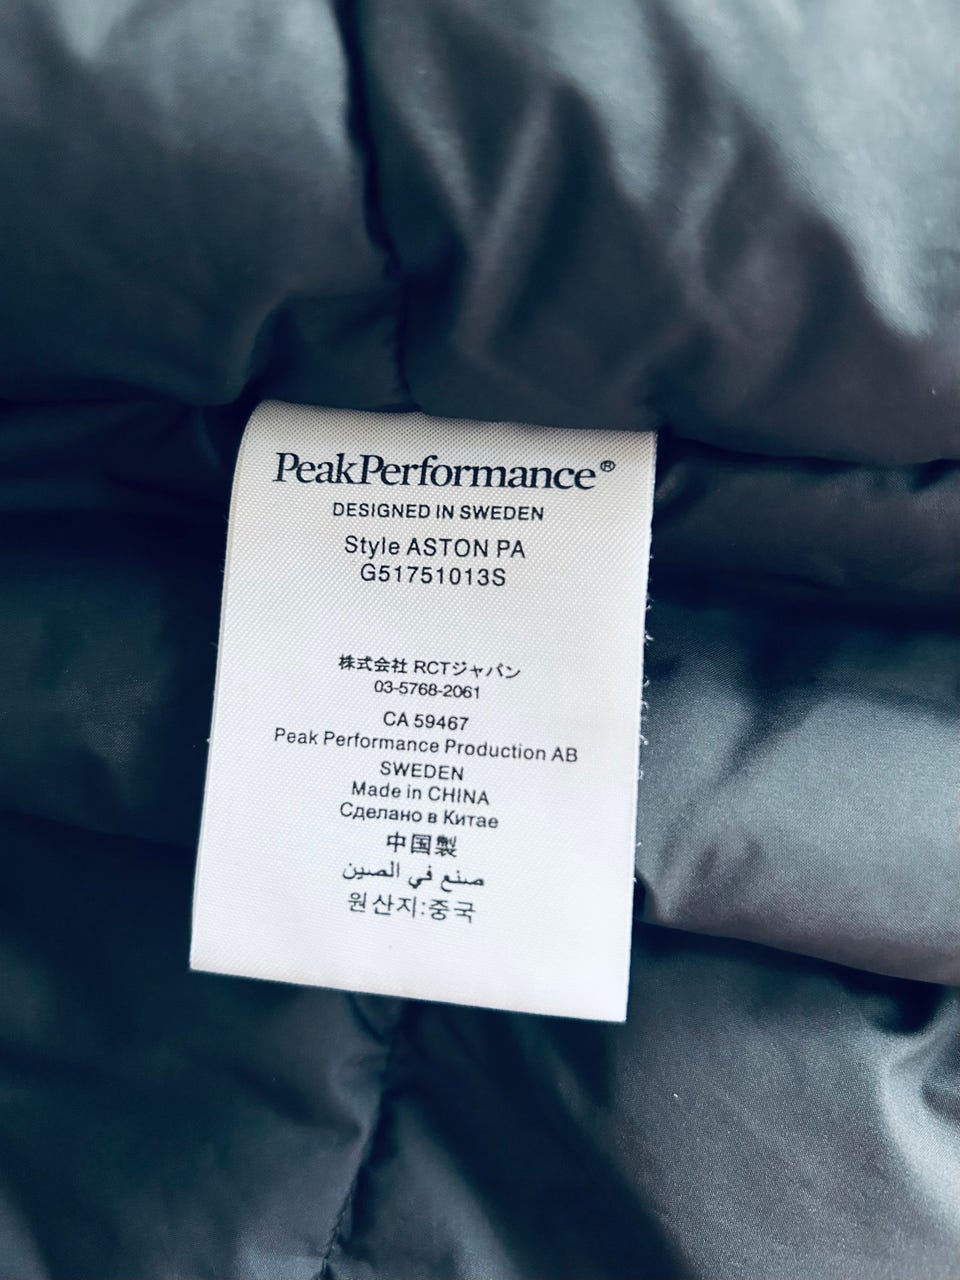 PeakPerformance®
DESIGNED IN SWEDEN
Style ASTON PA
G51751013S
株式会社 RCTジャパン
03-5768-2061
CA 59467
Peak Performance Production AB
SWEDEN
Made in CHINA
Сделано в Китае
中国製
صنع في الصين
원산지:중국